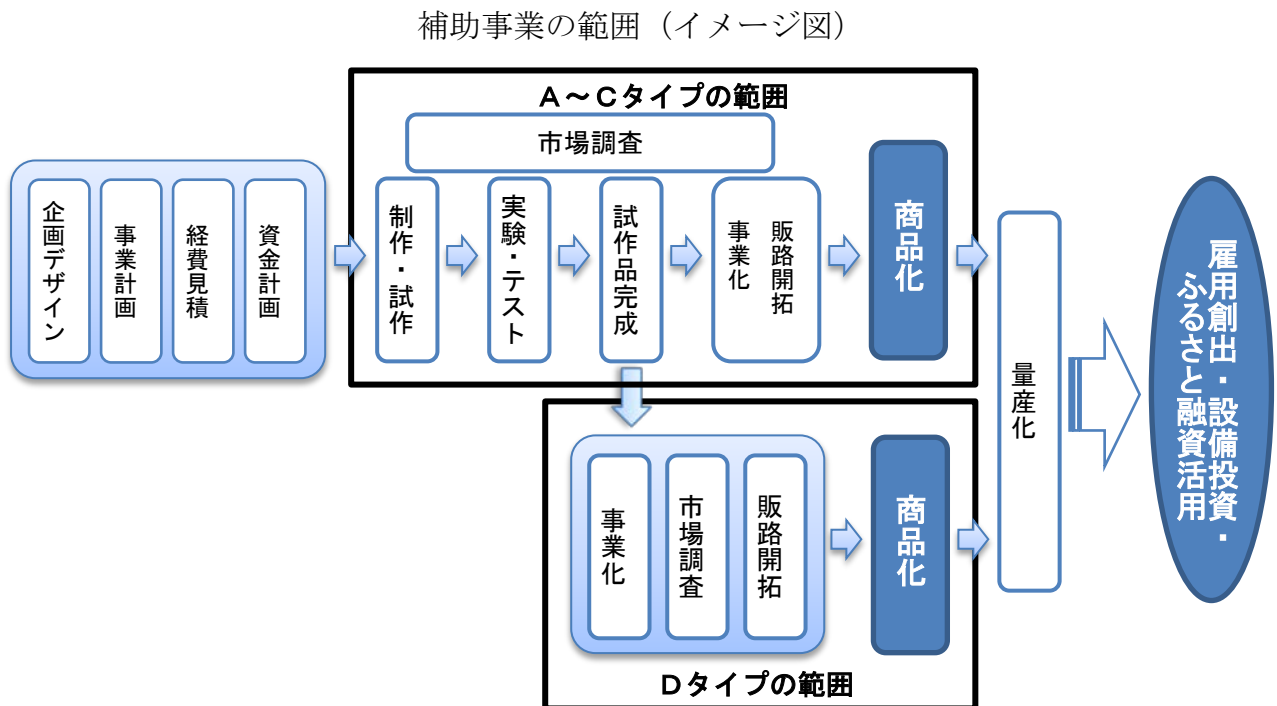 補助事業の範囲（イメージ図）
A～Cタイプの範囲
市場調査
企画デザイン
事業計画
経費見積
資金計画
制作・試作
実験・テスト
試作品完成
販路開拓
事業化
商品化
事業化
市場調査
販路開拓
商品化
Dタイプの範囲
量産化
雇用創出・設備投資・
ふるさと融資活用